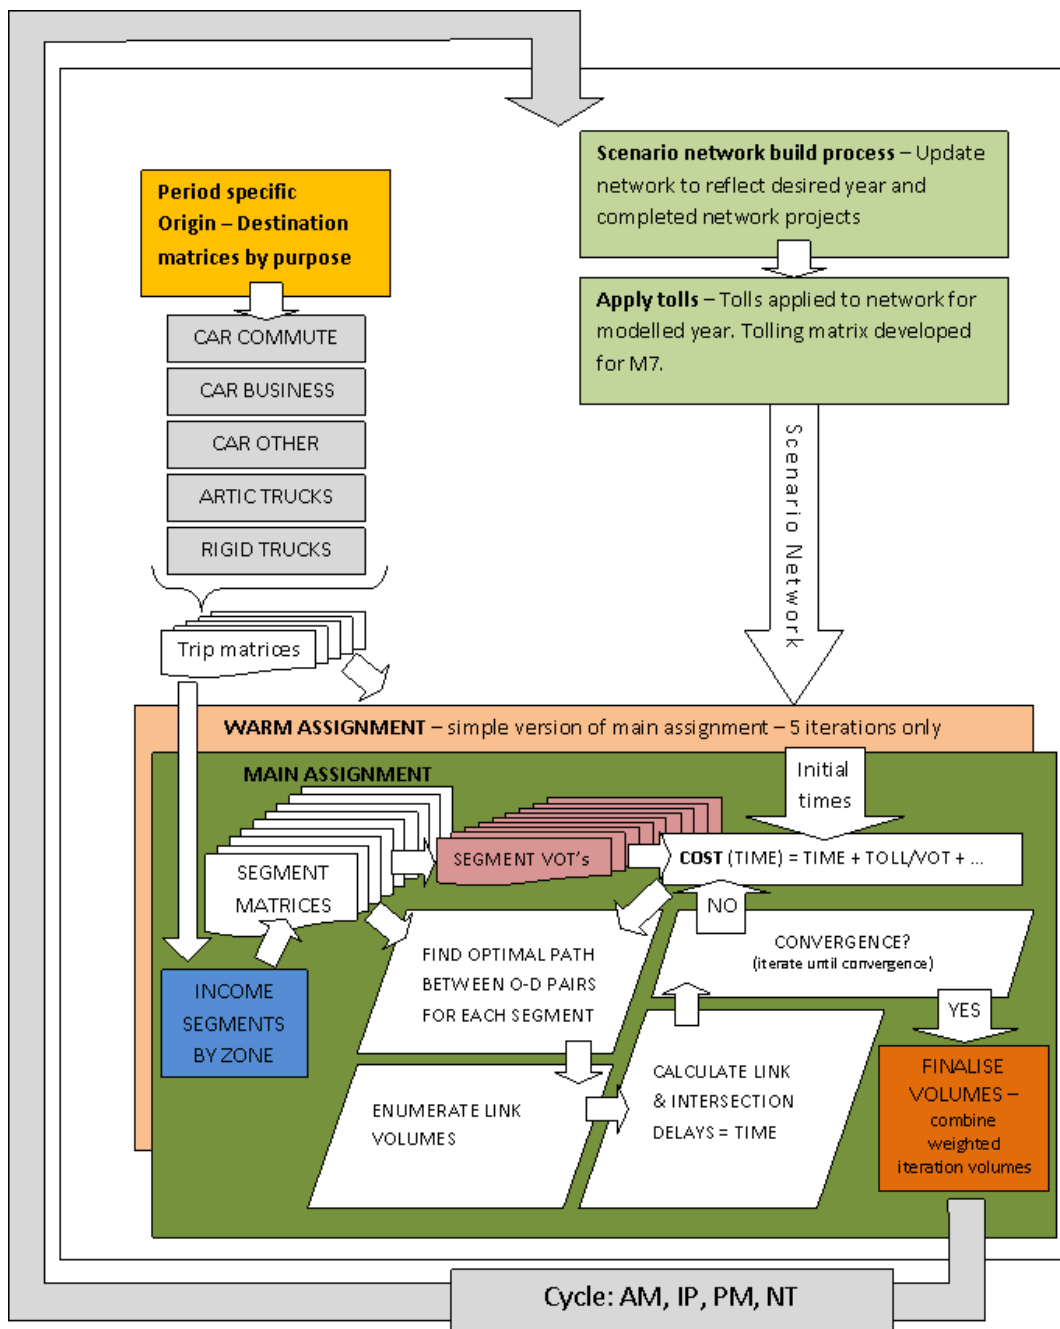 Scenario network build process – Update
network to reflect desired year and
completed network projects
Period specific
Origin – Destination
matrices by purpose
Apply tolls – Tolls applied to network for
modelled year. Tolling matrix developed
for M7.
CAR COMMUTE
CAR BUSINESS
CAR OTHER
ARTIC TRUCKS
RIGID TRUCKS
Scenario Network
Trip matrices
WARM ASSIGNMENT – simple version of main assignment – 5 iterations only
MAIN ASSIGNMENT
Initial
times
SEGMENT
MATRICES
SEGMENT VOT's
COST (TIME) = TIME + TOLL/VOT + ...
NO
FIND OPTIMAL PATH
BETWEEN O-D PAIRS
FOR EACH SEGMENT
CONVERGENCE?
(iterate until convergence)
INCOME
SEGMENTS
BY ZONE
YES
ENUMERATE LINK
VOLUMES
CALCULATE LINK
& INTERSECTION
DELAYS = TIME
FINALISE
VOLUMES –
combine
weighted
iteration volumes
Cycle: AM, IP, PM, NT